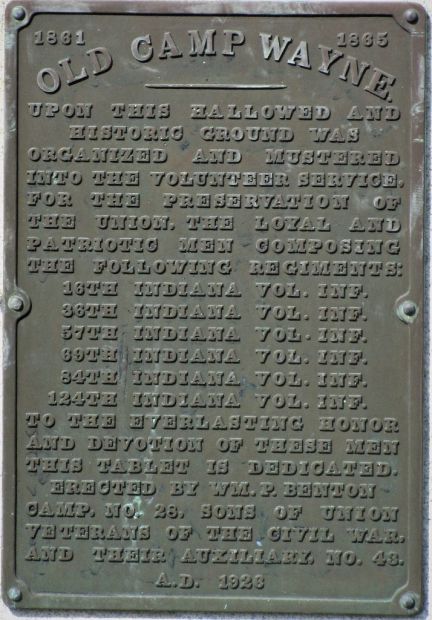 1861 1865
OLD CAMP WAYNE.
UPON THIS HALLOWED AND
HISTORIC GROUND WAS
ORGANIZED AND MUSTERED
INTO THE VOLUNTEER SERVICE,
FOR THE PRESERVATION OF
THE UNION, THE LOYAL AND
PATRIOTIC MEN COMPOSING
THE FOLLOWING REGIMENTS:
16TH INDIANA VOL. INF.
36TH INDIANA VOL. INF.
57TH INDIANA VOL. INF.
69TH INDIANA VOL. INF.
84TH INDIANA VOL. INF.
124TH INDIANA VOL. INF.
TO THE EVERLASTING HONOR
AND DEVOTION OF THESE MEN
THIS TABLET IS DEDICATED.
ERECTED BY WM. P. BENTON
CAMP, NO. 28, SONS OF UNION
VETERANS OF THE CIVIL WAR,
AND THEIR AUXILIARY, NO. 43.
A.D. 1928